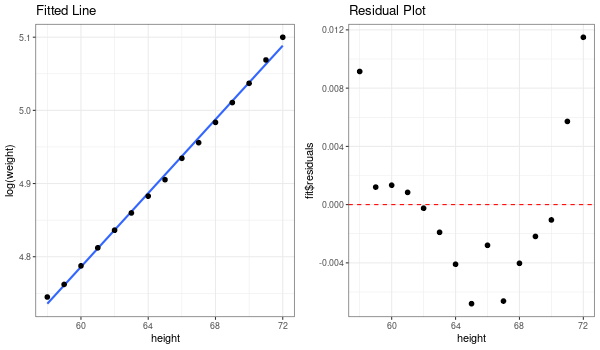 Fitted Line
5.1
5.0
4.9
4.8
log(weight)
60
64
68
72
height
Residual Plot
0.012
0.008
0.004
0.000
-0.004
fit$residuals
60
64
68
72
height